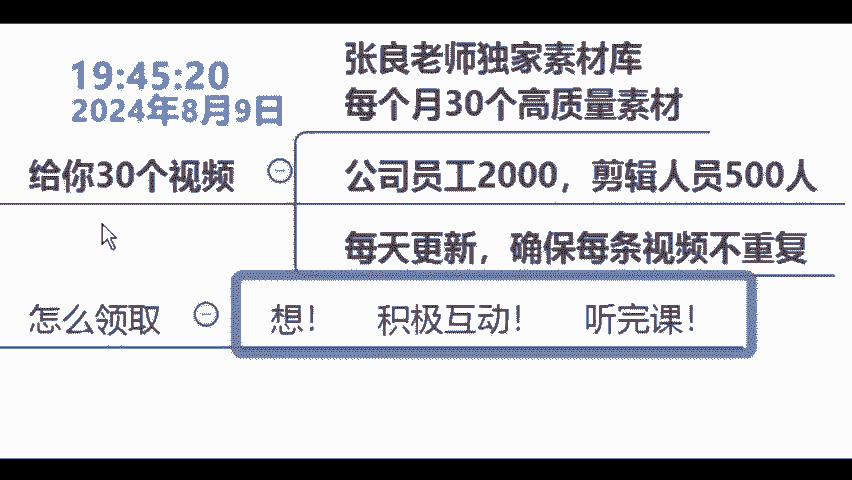 19:45:20
2024年8月9日
张良老师独家素材库
每个月30个高质量素材
给你30个视频
公司员工2000，剪辑人员500人
每天更新，确保每条视频不重复
怎么领取
想！ 积极互动！ 听完课！